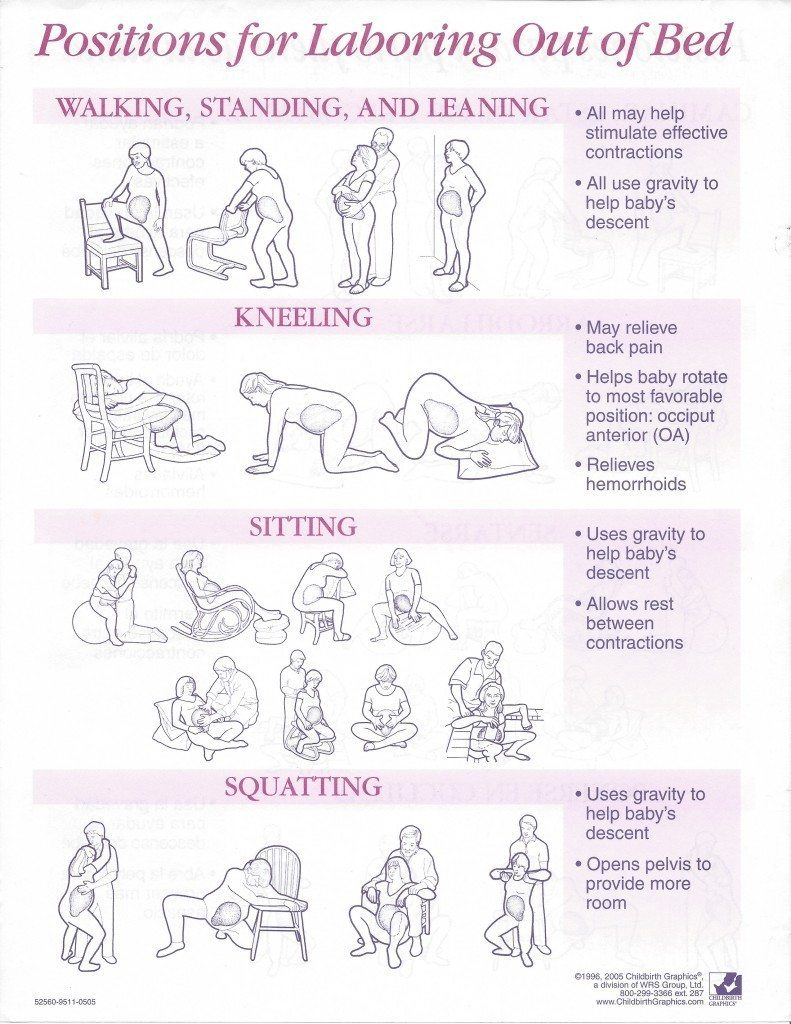 Positions for Laboring Out of Bed
WALKING, STANDING, AND LEANING
• All may help
stimulate effective
contractions
• All use gravity to
help baby's
descent
KNEELING
• May relieve
back pain
• Helps baby rotate
to most favorable
position: occiput
anterior (OA)
• Relieves
hemorrhoids
SITTING
• Uses gravity to
help baby's
descent
• Allows rest
between
contractions
SQUATTING
• Uses gravity to
help baby's
descent
• Opens pelvis to
provide more
room
©1996, 2005 Childbirth Graphics®,
a division of WRS Group, Ltd.
800-299-3366 ext. 287
www.ChildbirthGraphics.com
CHILDBIRTH
GRAPHICS®
52560-9511-0505